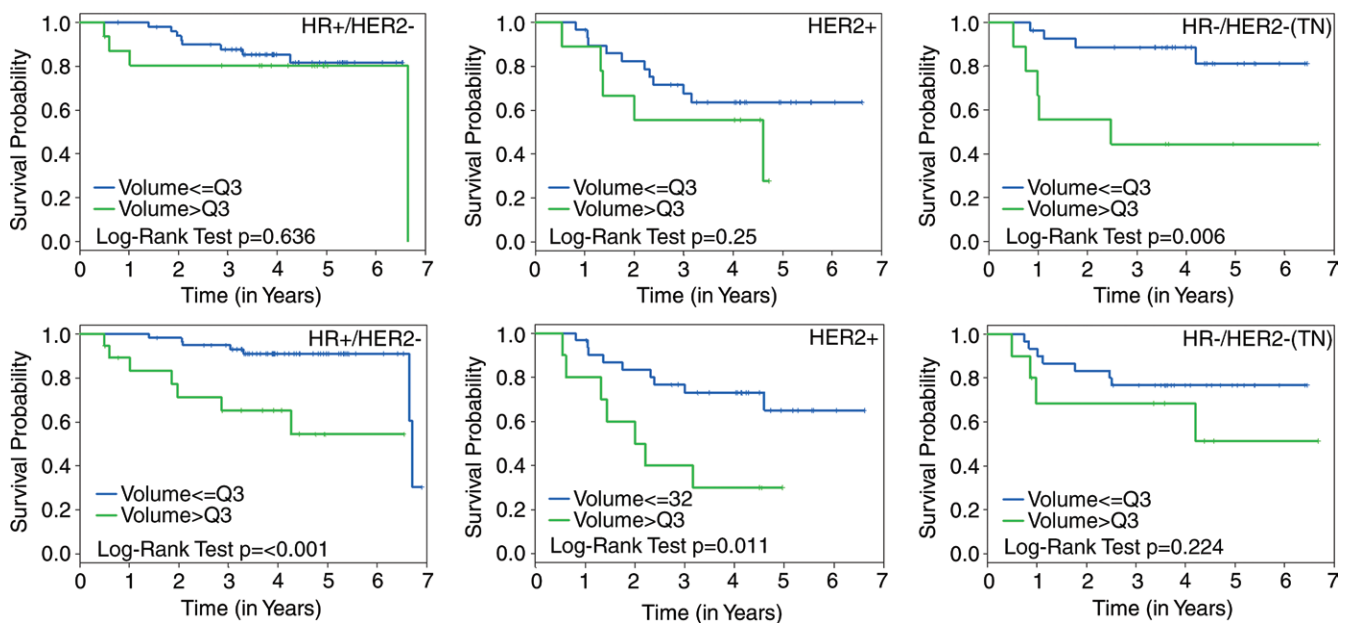 HR+/HER2-
Survival Probability
1.0
0.8
0.6
0.4
0.2
0.0
Volume<=Q3
Volume>Q3
Log-Rank Test p=0.636
0 1 2 3 4 5 6 7
Time (in Years)
HER2+
Survival Probability
1.0
0.8
0.6
0.4
0.2
0.0
Volume<=Q3
Volume>Q3
Log-Rank Test p=0.25
0 1 2 3 4 5 6 7
Time (in Years)
HR-/HER2-(TN)
Survival Probability
1.0
0.8
0.6
0.4
0.2
0.0
Volume<=Q3
Volume>Q3
Log-Rank Test p=0.006
0 1 2 3 4 5 6 7
Time (in Years)
HR+/HER2-
Survival Probability
1.0
0.8
0.6
0.4
0.2
0.0
Volume<=Q3
Volume>Q3
Log-Rank Test p=<0.001
0 1 2 3 4 5 6 7
Time (in Years)
HER2+
Survival Probability
1.0
0.8
0.6
0.4
0.2
0.0
Volume<=32
Volume>Q3
Log-Rank Test p=0.011
0 1 2 3 4 5 6 7
Time (in Years)
HR-/HER2-(TN)
Survival Probability
1.0
0.8
0.6
0.4
0.2
0.0
Volume<=Q3
Volume>Q3
Log-Rank Test p=0.224
0 1 2 3 4 5 6 7
Time (in Years)